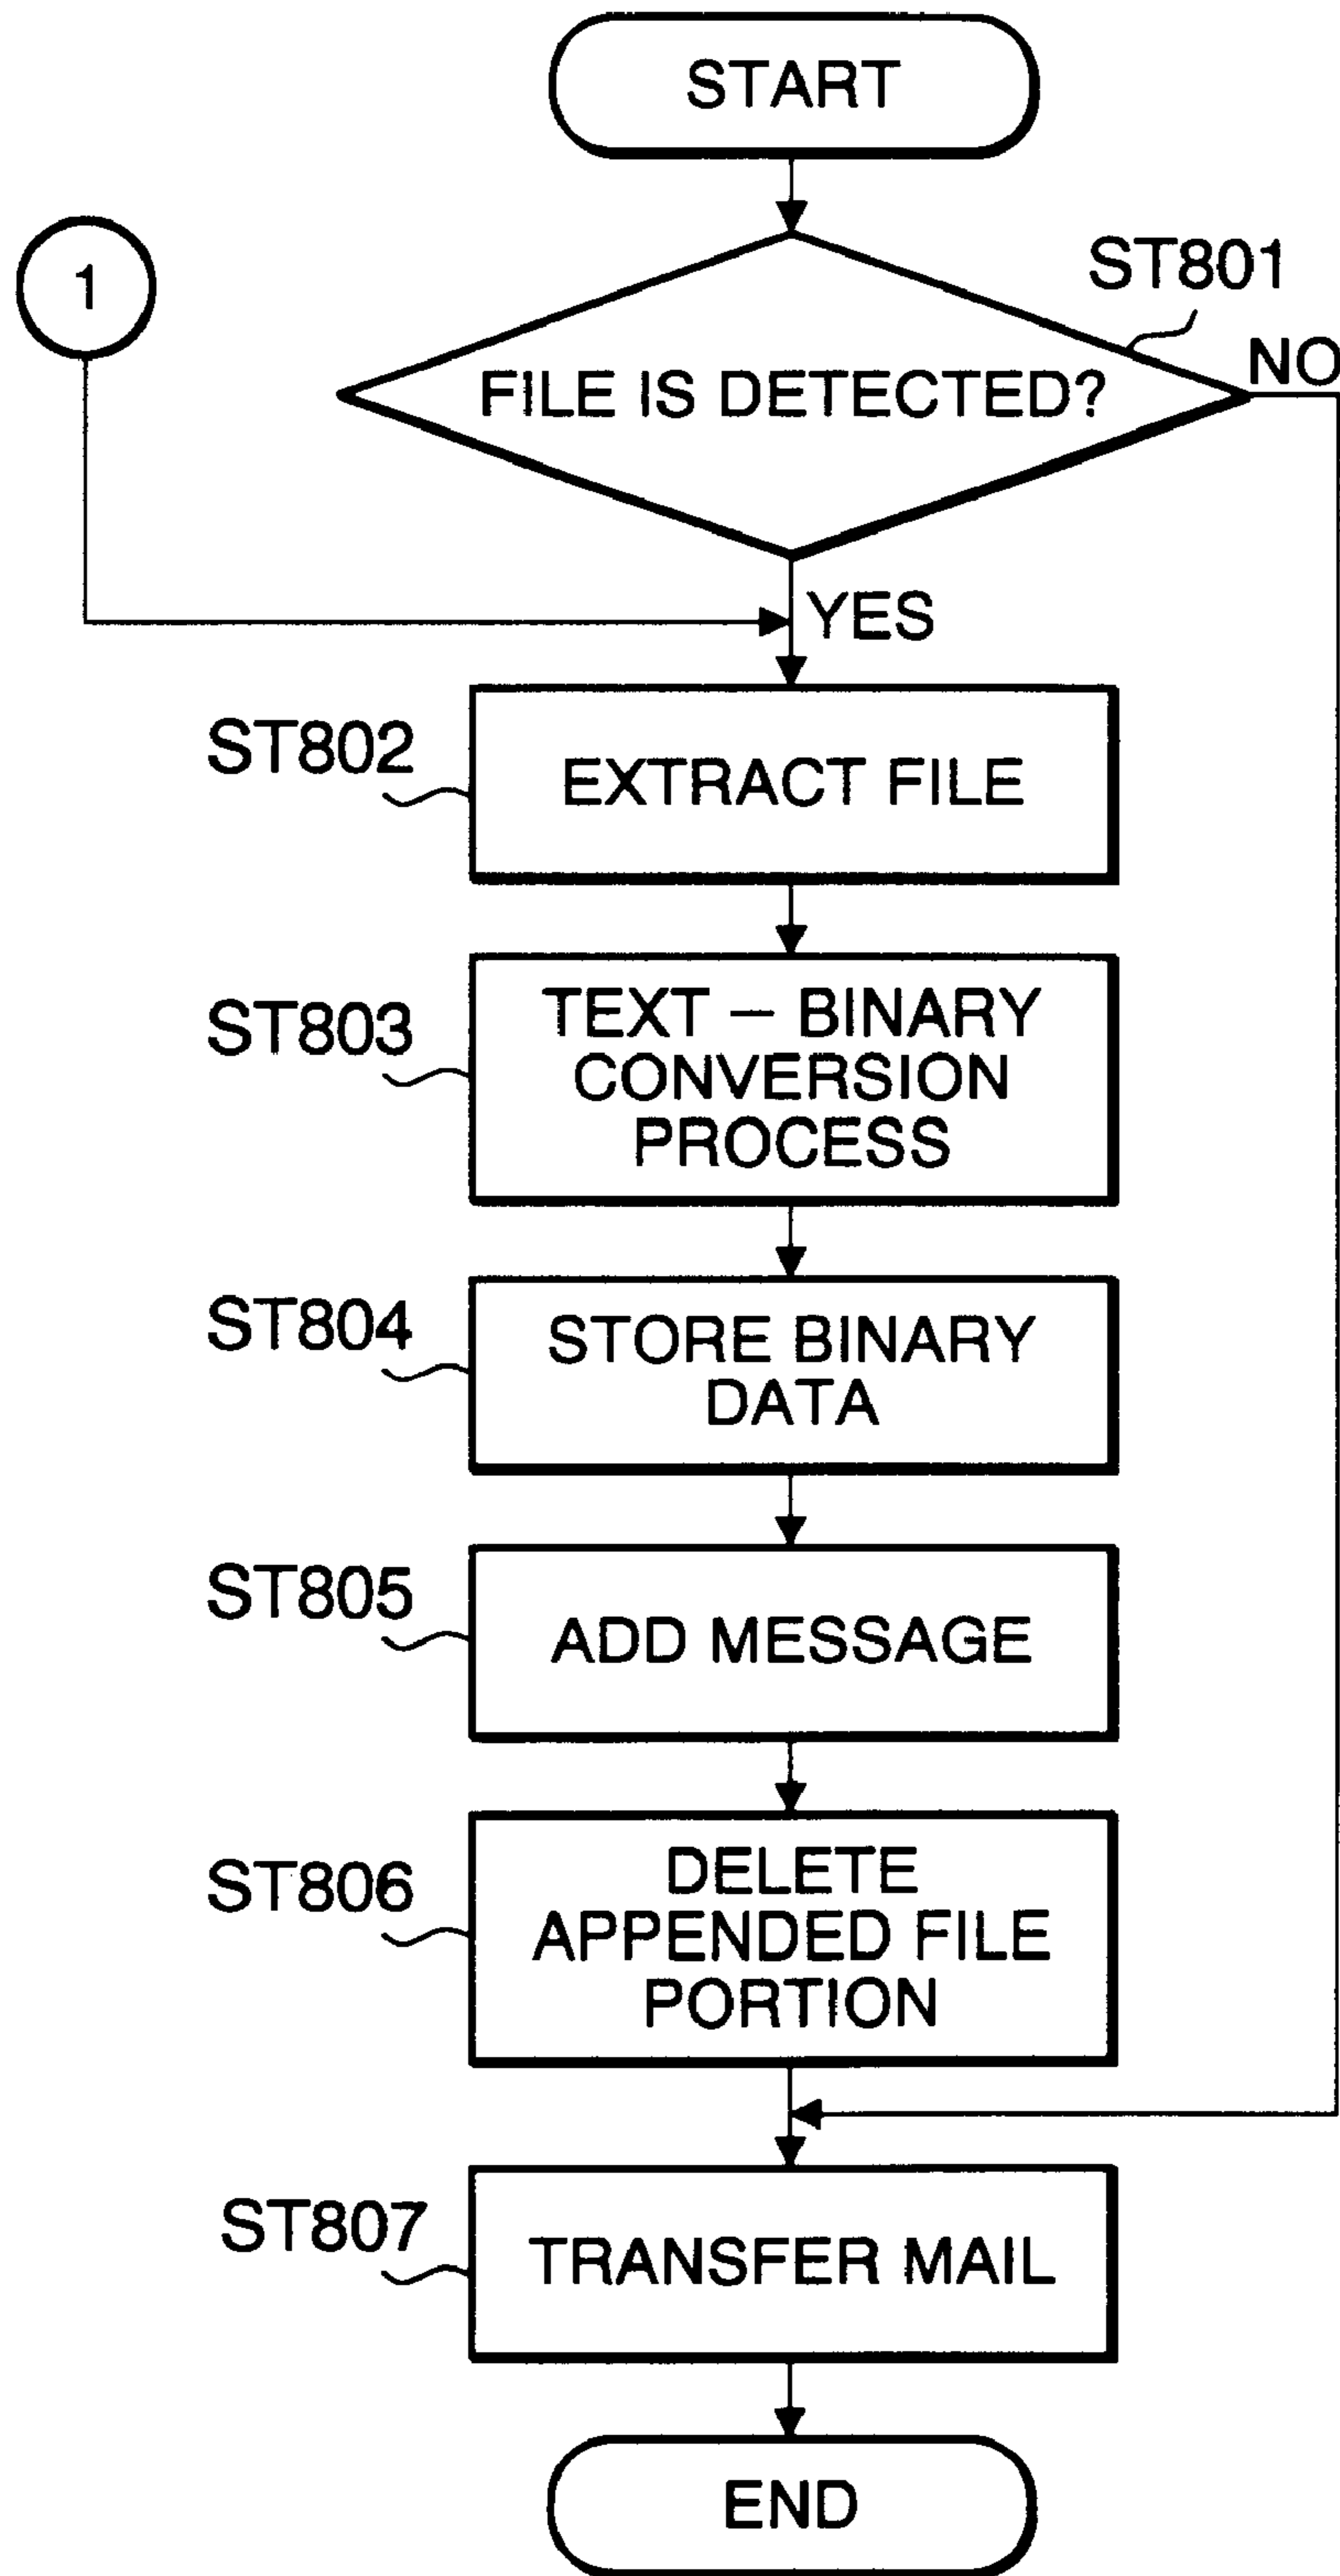 START
1
ST801
NO
FILE IS DETECTED?
YES
ST802
EXTRACT FILE
ST803
TEXT – BINARY
CONVERSION
PROCESS
ST804
STORE BINARY
DATA
ST805
ADD MESSAGE
ST806
DELETE
APPENDED FILE
PORTION
ST807
TRANSFER MAIL
END